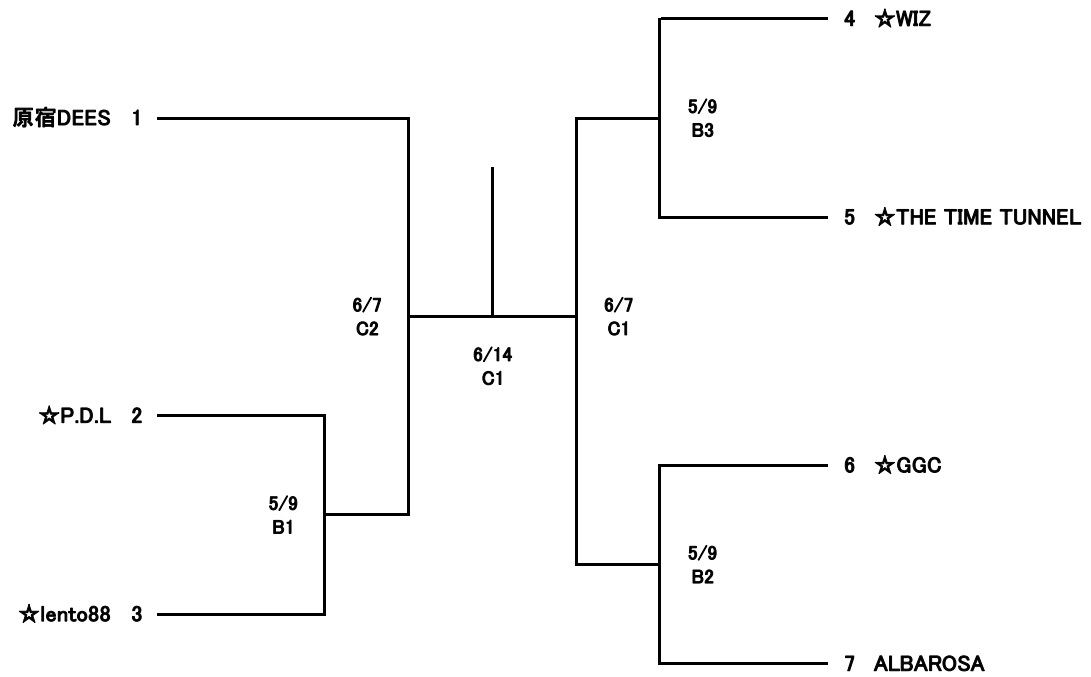 4 ☆WIZ
5/9
B3
原宿DEES 1
5 ☆THE TIME TUNNEL
6/7
C2
6/7
C1
6/14
C1
☆P.D.L 2
6 ☆GGC
5/9
B1
5/9
B2
☆lento88 3
7 ALBAROSA